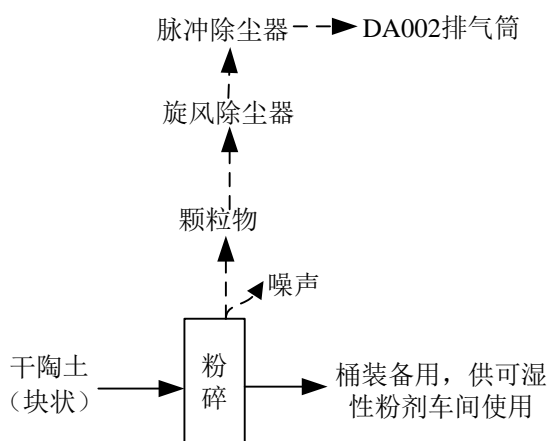 脉冲除尘器
DA002排气筒
旋风除尘器
颗粒物
噪声
干陶土
（块状）
粉
碎
桶装备用，供可湿
性粉剂车间使用